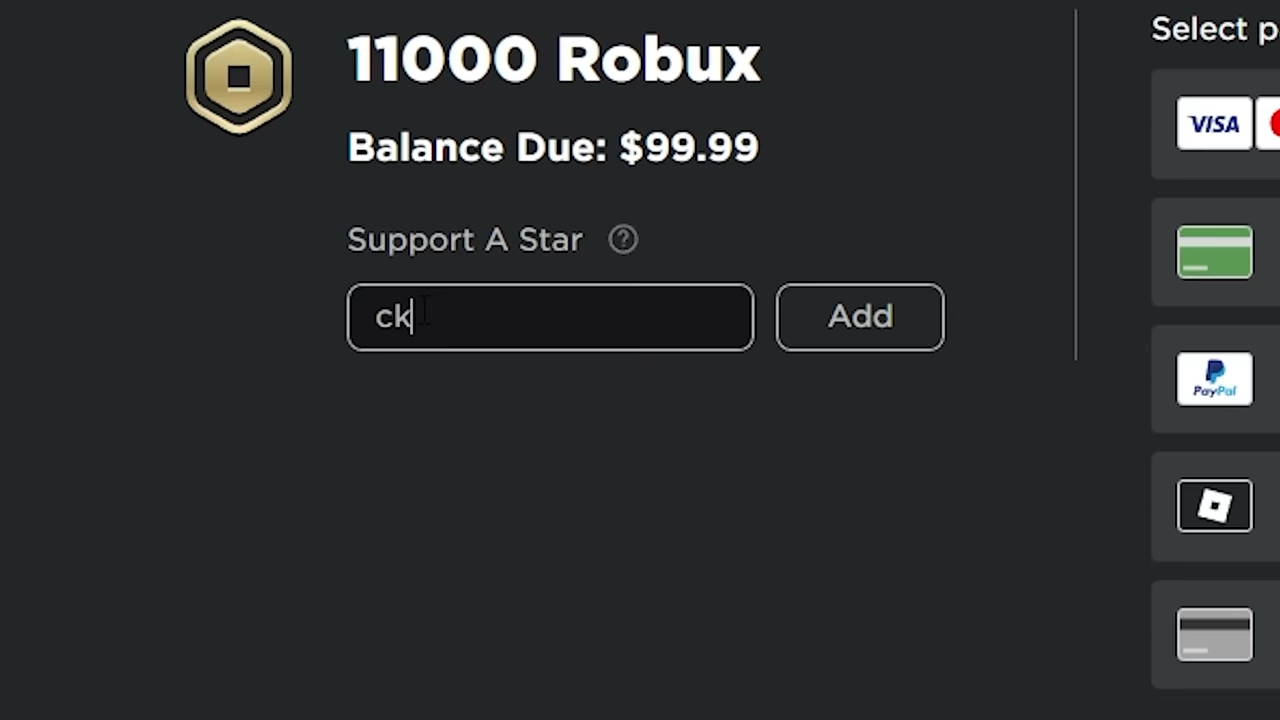 11000 Robux
Balance Due: $99.99
Support A Star ?
ck
Add
Select p
VISA
PayPal